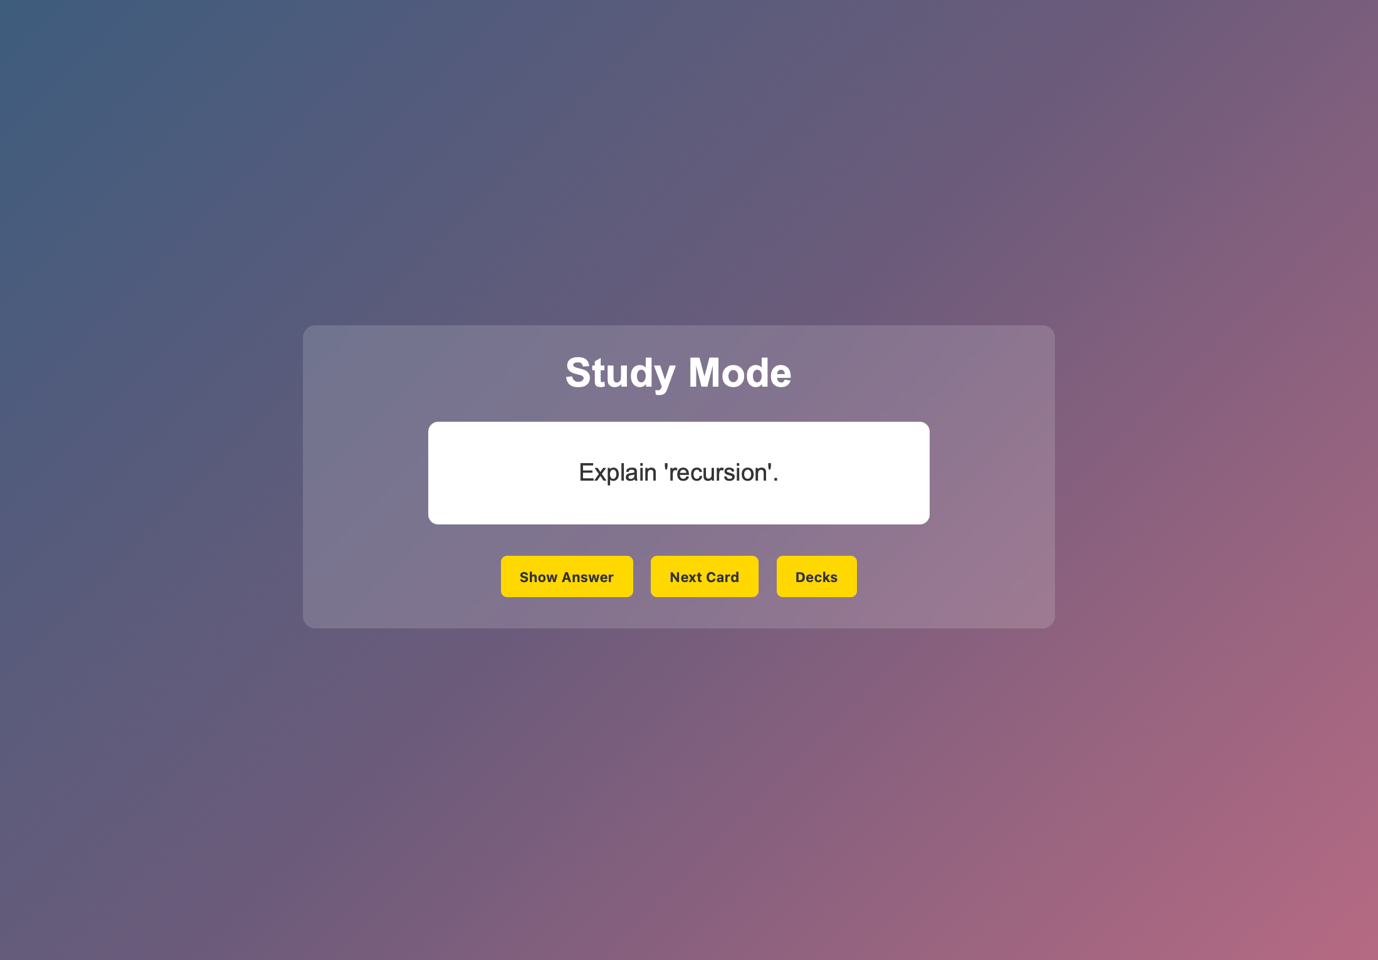 Study Mode
Explain 'recursion'.
Show Answer Next Card Decks